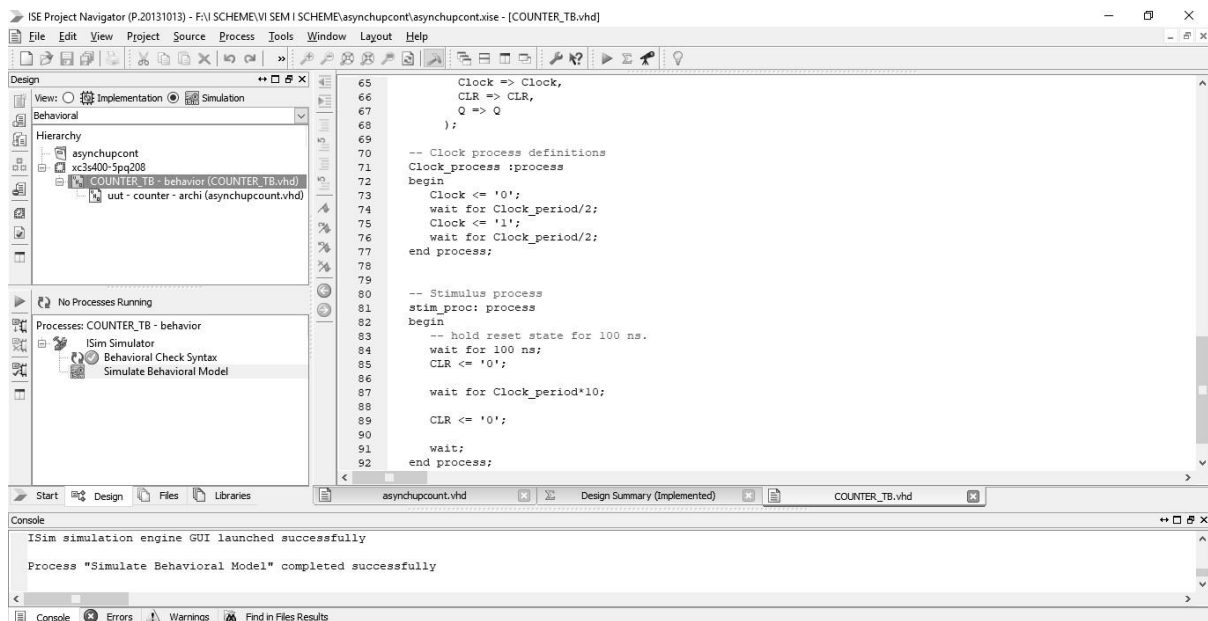 ISE Project Navigator (P.20131013) - F:\I SCHEME\VI SEM I SCHEME\asynchupcont\asynchupcont.xise - [COUNTER_TB.vhd]
File Edit View Project Source Process Tools Window Layout Help
Design
View: Implementation Simulation
Behavioral
Hierarchy
asynchupcont
xc3s400-5pq208
COUNTER_TB - behavior (COUNTER_TB.vhd)
uut - counter - archi (asynchupcount.vhd)
No Processes Running
Processes: COUNTER_TB - behavior
ISim Simulator
Behavioral Check Syntax
Simulate Behavioral Model
Start Design Files Libraries
65 Clock => Clock,
66 CLR => CLR,
67 Q => Q
68 );
69
70 -- Clock process definitions
71 Clock_process :process
72 begin
73 Clock <= '0';
74 wait for Clock_period/2;
75 Clock <= '1';
76 wait for Clock_period/2;
77 end process;
78
79
80 -- Stimulus process
81 stim_proc: process
82 begin
83 -- hold reset state for 100 ns.
84 wait for 100 ns;
85 CLR <= '0';
86
87 wait for Clock_period*10;
88
89 CLR <= '0';
90
91 wait;
92 end process;
asynchupcount.vhd Design Summary (Implemented) COUNTER_TB.vhd
Console
ISim simulation engine GUI launched successfully
Process "Simulate Behavioral Model" completed successfully
Console Errors Warnings Find in Files Results